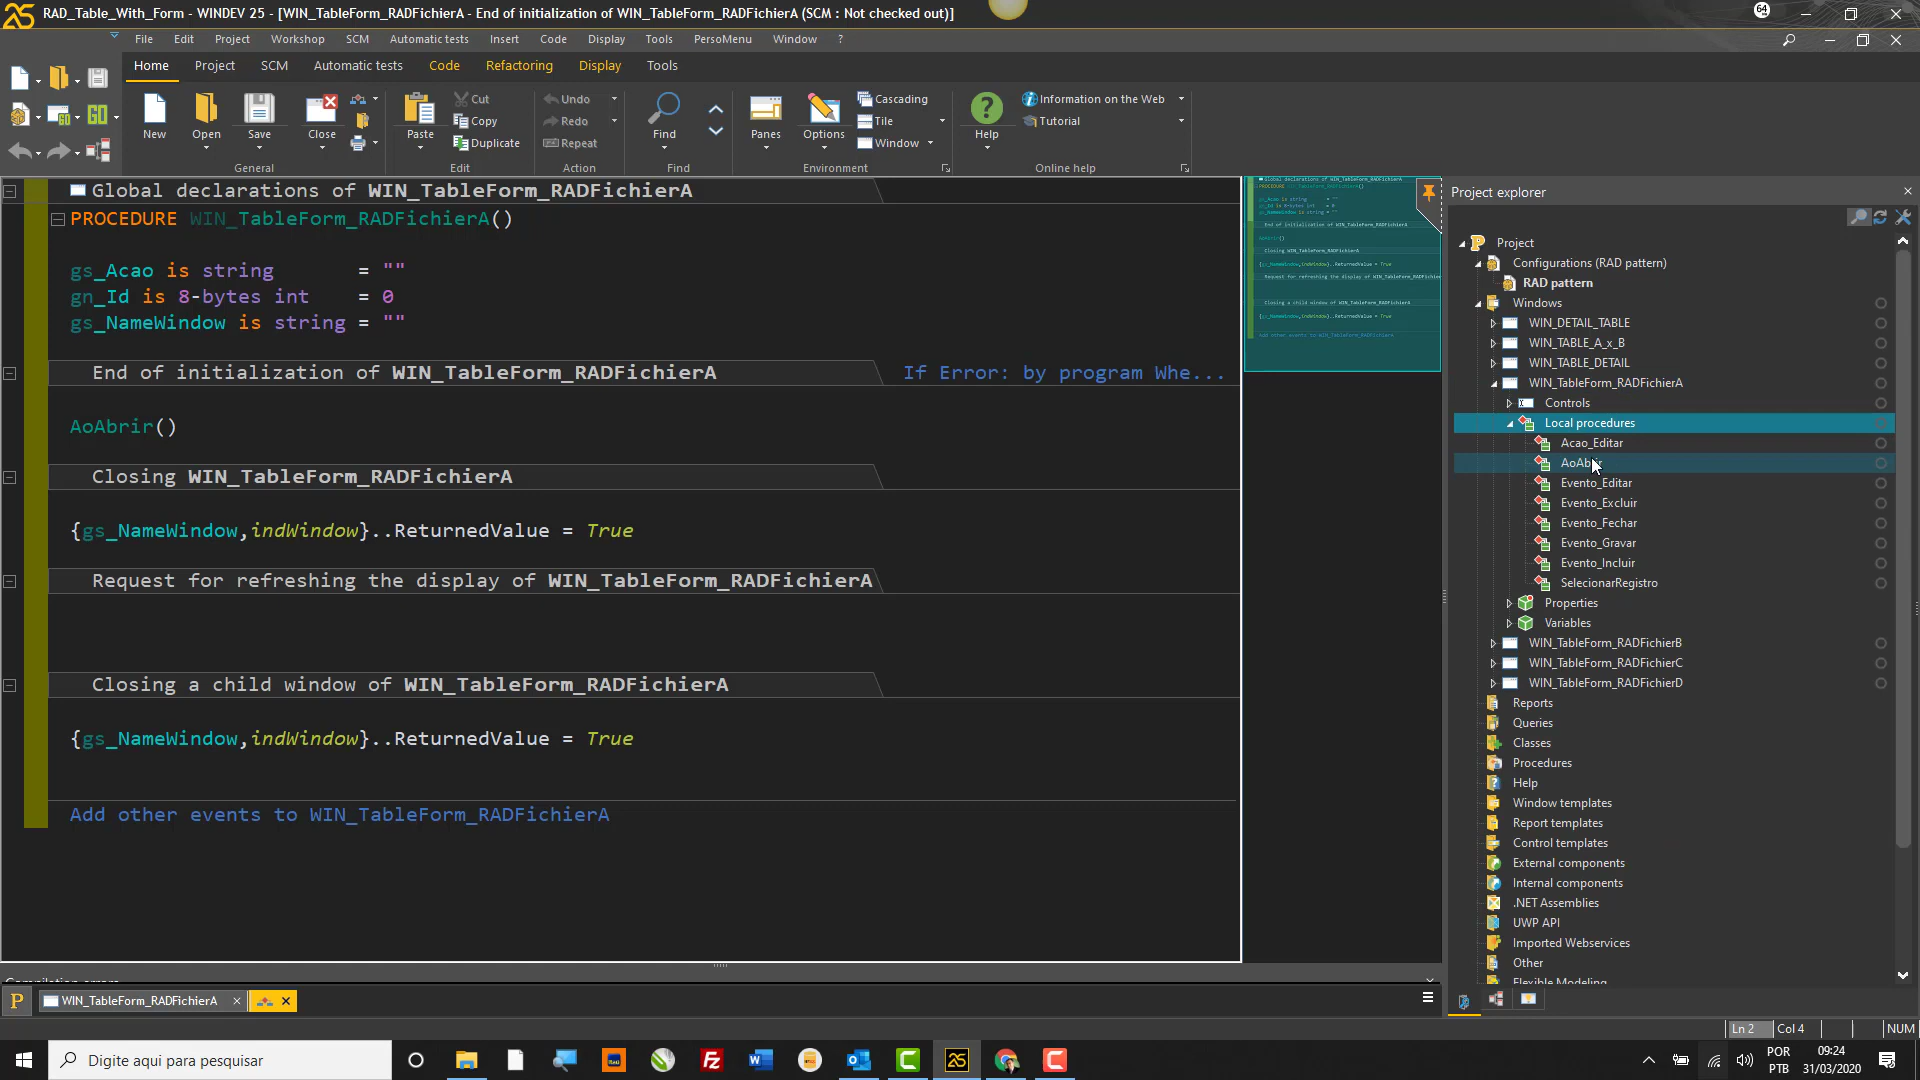 RAD_Table_With_Form - WINDEV 25 - [WIN_TableForm_RADFichierA - End of initialization of WIN_TableForm_RADFichierA (SCM : Not checked out)]
64
File Edit Project Workshop SCM Automatic tests Insert Code Display Tools PersoMenu Window ?
Home Project SCM Automatic tests Code Refactoring Display Tools
New Open Save Close
Paste Cut Copy Duplicate
Undo Redo Repeat
Find
Panes Options Cascading Tile Window
Help Information on the Web Tutorial
General Edit Action Find Environment Online help
Global declarations of WIN_TableForm_RADFichierA
PROCEDURE WIN_TableForm_RADFichierA()
gs_Acao is string = ""
gn_Id is 8-bytes int = 0
gs_NameWindow is string = ""
End of initialization of WIN_TableForm_RADFichierA If Error: by program Whe...
AoAbrir()
Closing WIN_TableForm_RADFichierA
{gs_NameWindow,indWindow}..ReturnedValue = True
Request for refreshing the display of WIN_TableForm_RADFichierA
Closing a child window of WIN_TableForm_RADFichierA
{gs_NameWindow,indWindow}..ReturnedValue = True
Add other events to WIN_TableForm_RADFichierA
Project explorer
Project
Configurations (RAD pattern)
RAD pattern
Windows
WIN_DETAIL_TABLE
WIN_TABLE_A_x_B
WIN_TABLE_DETAIL
WIN_TableForm_RADFichierA
Controls
Local procedures
Acao_Editar
AoAbrir
Evento_Editar
Evento_Excluir
Evento_Fechar
Evento_Gravar
Evento_Incluir
SelecionarRegistro
Properties
Variables
WIN_TableForm_RADFichierB
WIN_TableForm_RADFichierC
WIN_TableForm_RADFichierD
Reports
Queries
Classes
Procedures
Help
Window templates
Report templates
Control templates
External components
Internal components
.NET Assemblies
UWP API
Imported Webservices
Other
Flexible Modeling
Compilation errors
WIN_TableForm_RADFichierA
Ln 2 Col 4 NUM
Digite aqui para pesquisar
POR
PTB
09:24
31/03/2020